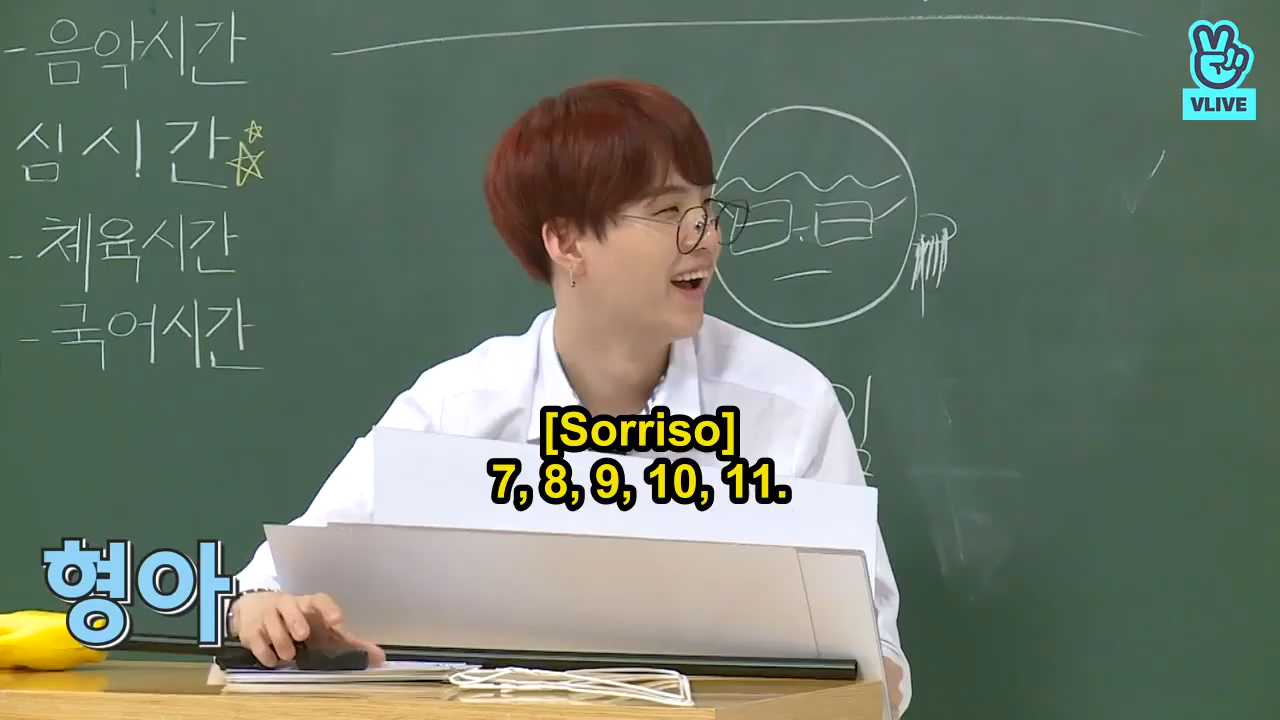 - 음악시간
심시간
- 체육시간
- 국어시간
VLIVE
[Sorriso]
7, 8, 9, 10, 11.
형아